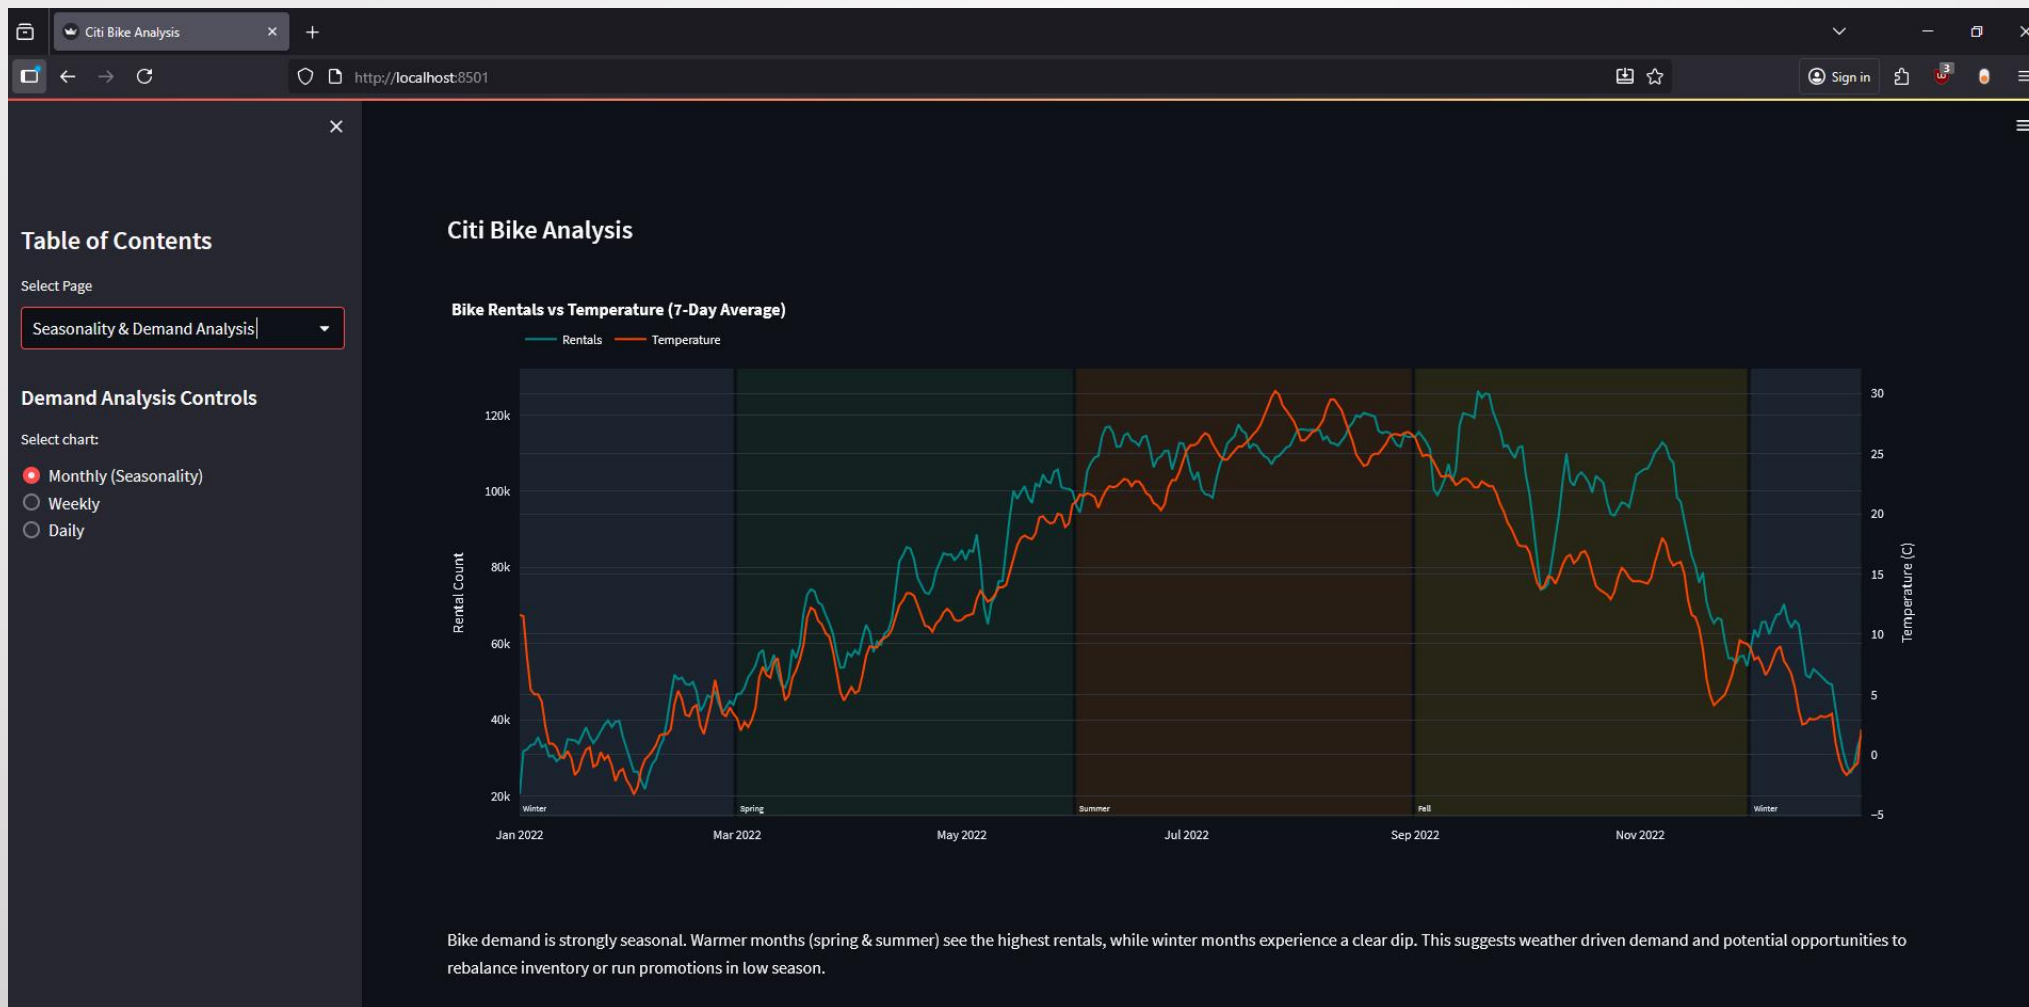 Citi Bike Analysis
http://localhost:8501
Sign in
3
Table of Contents
Select Page
Seasonality & Demand Analysis
Demand Analysis Controls
Select chart:
Monthly (Seasonality)
Weekly
Daily
Citi Bike Analysis
Bike Rentals vs Temperature (7-Day Average)
Rentals
Temperature
120k
100k
80k
60k
40k
20k
Rental Count
30
25
20
15
10
5
0
−5
Temperature (C)
Winter
Spring
Summer
Fell
Winter
Jan 2022
Mar 2022
May 2022
Jul 2022
Sep 2022
Nov 2022
Bike demand is strongly seasonal. Warmer months (spring & summer) see the highest rentals, while winter months experience a clear dip. This suggests weather driven demand and potential opportunities to
rebalance inventory or run promotions in low season.